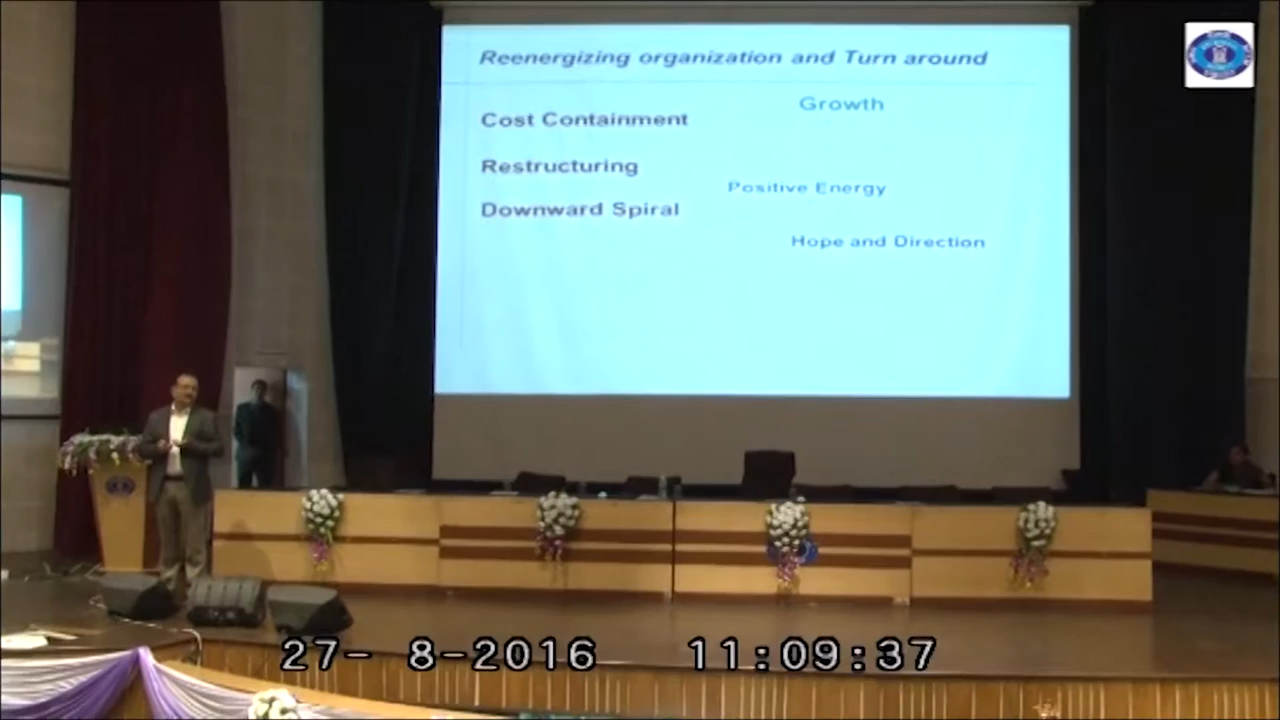 Reenergizing organization and Turn around
Growth
Cost Containment
Restructuring
Positive Energy
Downward Spiral
Hope and Direction
27- 8-2016 11:09:37